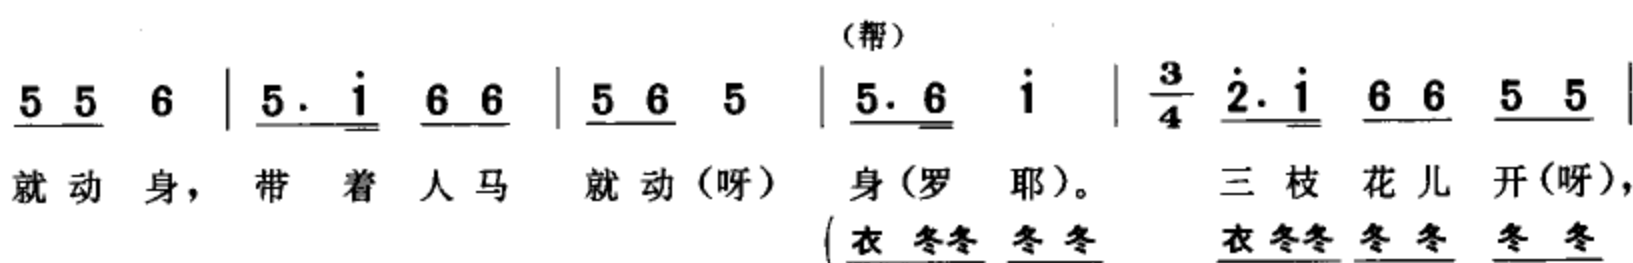 (帮)
5 5 6 | 5. i 6 6 | 5 6 5 | 5. 6 i | 3/4 2. i 6 6 5 5 |
就动 身， 带 着 人马 就动(呀) 身(罗 耶)。 三 枝 花儿 开(呀)，
(衣 冬冬 冬 冬 衣 冬冬 冬 冬 冬 冬